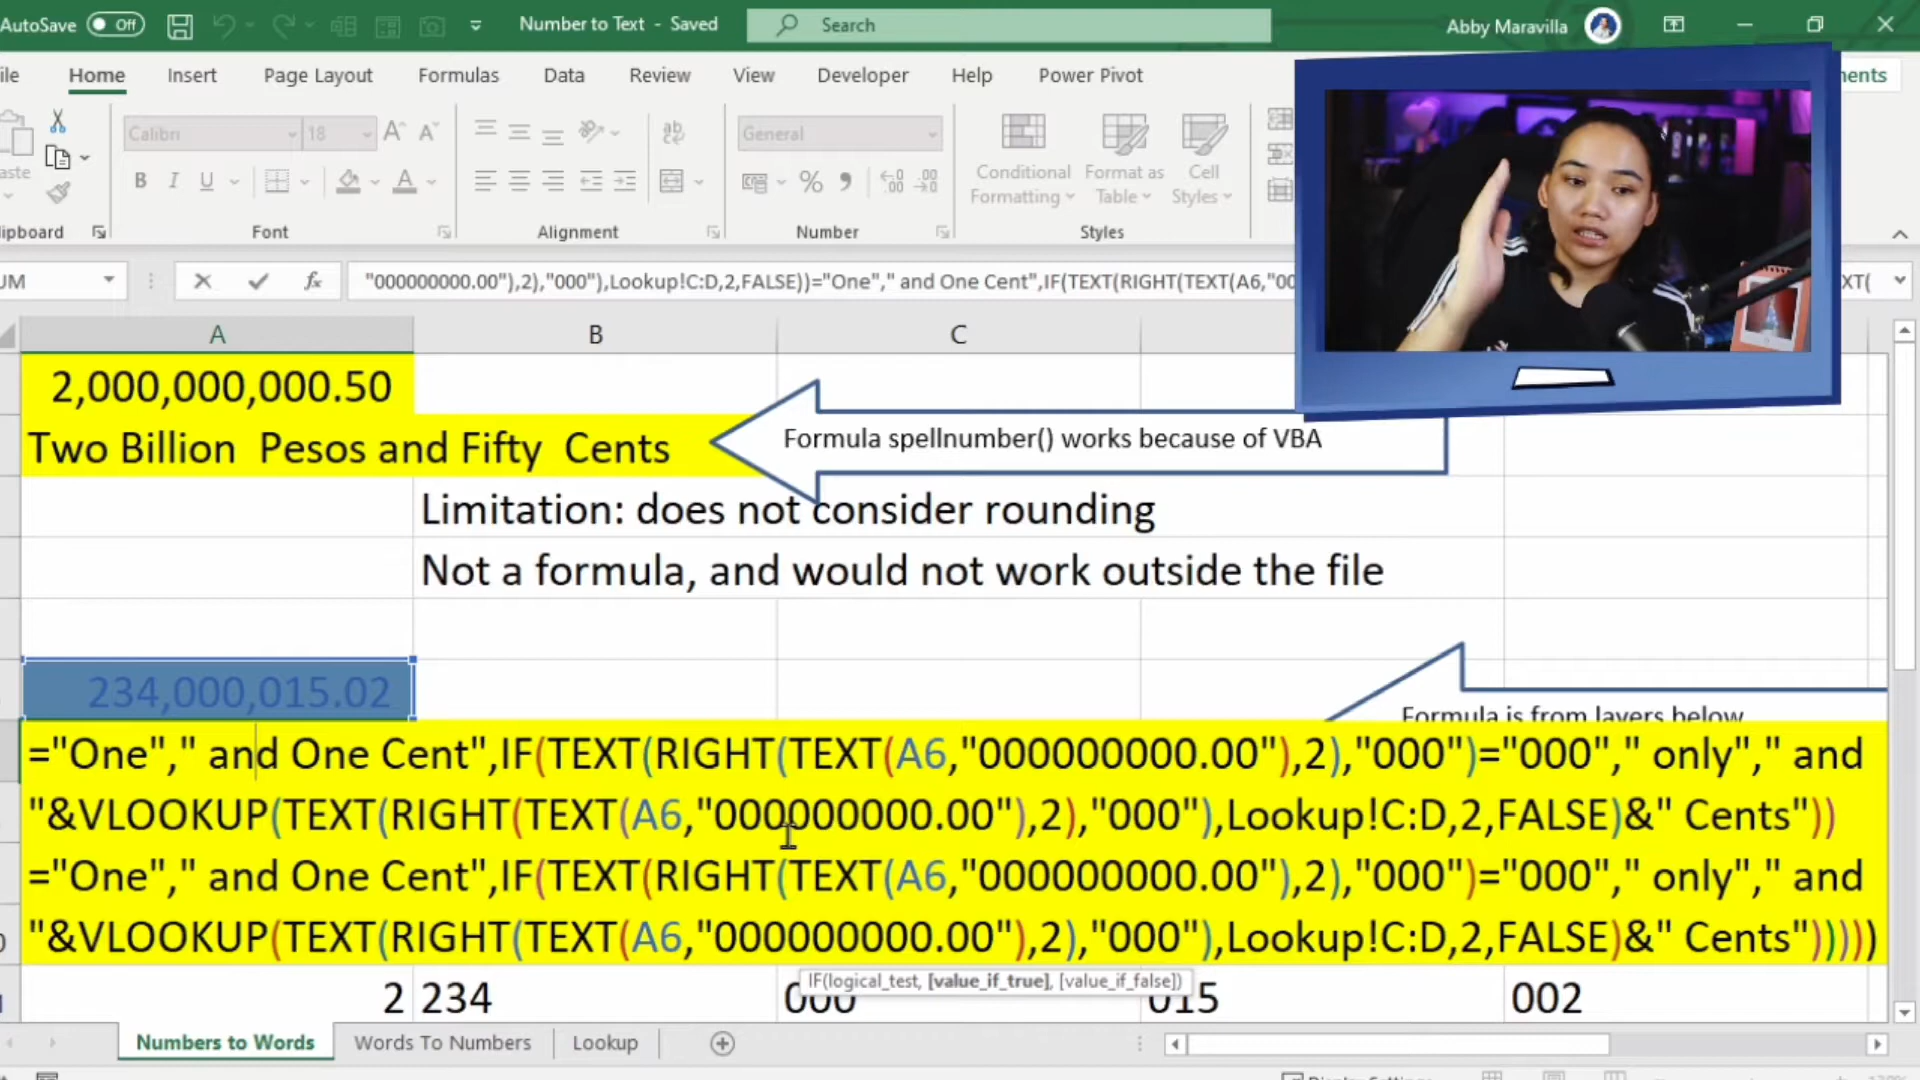 AutoSave Off Number to Text - Saved Search Abby Maravilla
Home Insert Page Layout Formulas Data Review View Developer Help Power Pivot
Calibri 18 General
Conditional Formatting Format as Table Cell Styles
Font Alignment Number Styles
"000000000.00"),2),"000"),Lookup!C:D,2,FALSE))="One"," and One Cent",IF(TEXT(RIGHT(TEXT(A6,"00
A B C
2,000,000,000.50
Two Billion  Pesos and Fifty  Cents
Formula spellnumber() works because of VBA
Limitation: does not consider rounding
Not a formula, and would not work outside the file
234,000,015.02
Formula is from layers below
="One"," and One Cent",IF(TEXT(RIGHT(TEXT(A6,"000000000.00"),2),"000")="000"," only"," and
"&VLOOKUP(TEXT(RIGHT(TEXT(A6,"000000000.00"),2),"000"),Lookup!C:D,2,FALSE)&" Cents"))
="One"," and One Cent",IF(TEXT(RIGHT(TEXT(A6,"000000000.00"),2),"000")="000"," only"," and
"&VLOOKUP(TEXT(RIGHT(TEXT(A6,"000000000.00"),2),"000"),Lookup!C:D,2,FALSE)&" Cents")))))
IF(logical_test, [value_if_true], [value_if_false])
2 234 000 015 002
Numbers to Words Words To Numbers Lookup